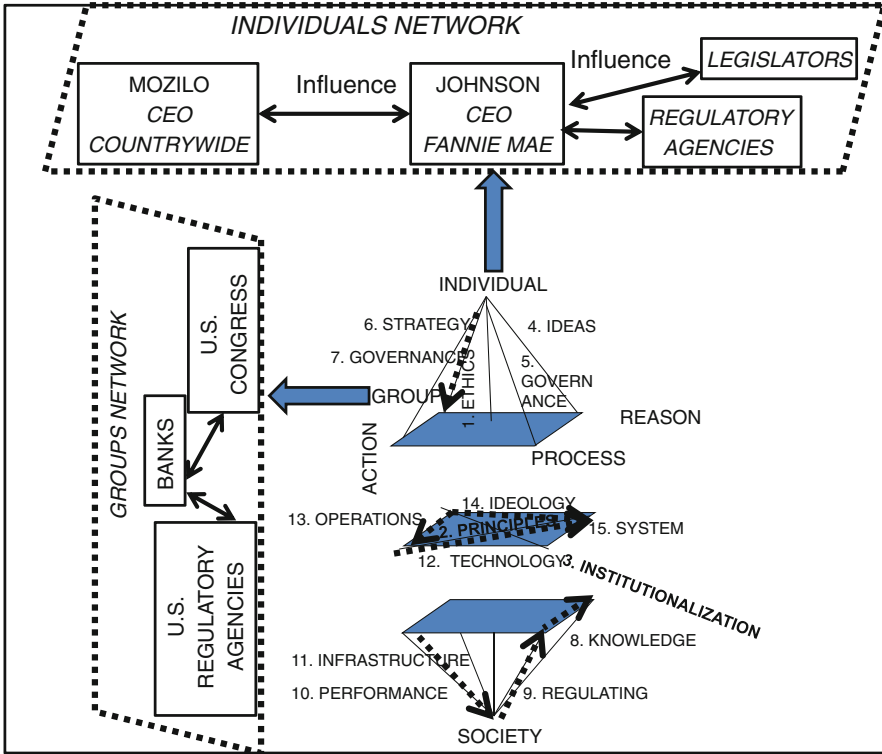 INDIVIDUALS NETWORK
MOZILO
CEO
COUNTRYWIDE
Influence
JOHNSON
CEO
FANNIE MAE
Influence
LEGISLATORS
REGULATORY
AGENCIES
GROUPS NETWORK
U.S.
CONGRESS
BANKS
U.S.
REGULATORY
AGENCIES
INDIVIDUAL
6. STRATEGY
4. IDEAS
7. GOVERNANCES
5.
GOVERN
ANCE
1. ETHICS
GROUP
REASON
ACTION
PROCESS
14. IDEOLOGY
13. OPERATIONS
2. PRINCIPLES
15. SYSTEM
12. TECHNOLOGY
3. INSTITUTIONALIZATION
8. KNOWLEDGE
11. INFRASTRUCTURE
10. PERFORMANCE
9. REGULATING
SOCIETY